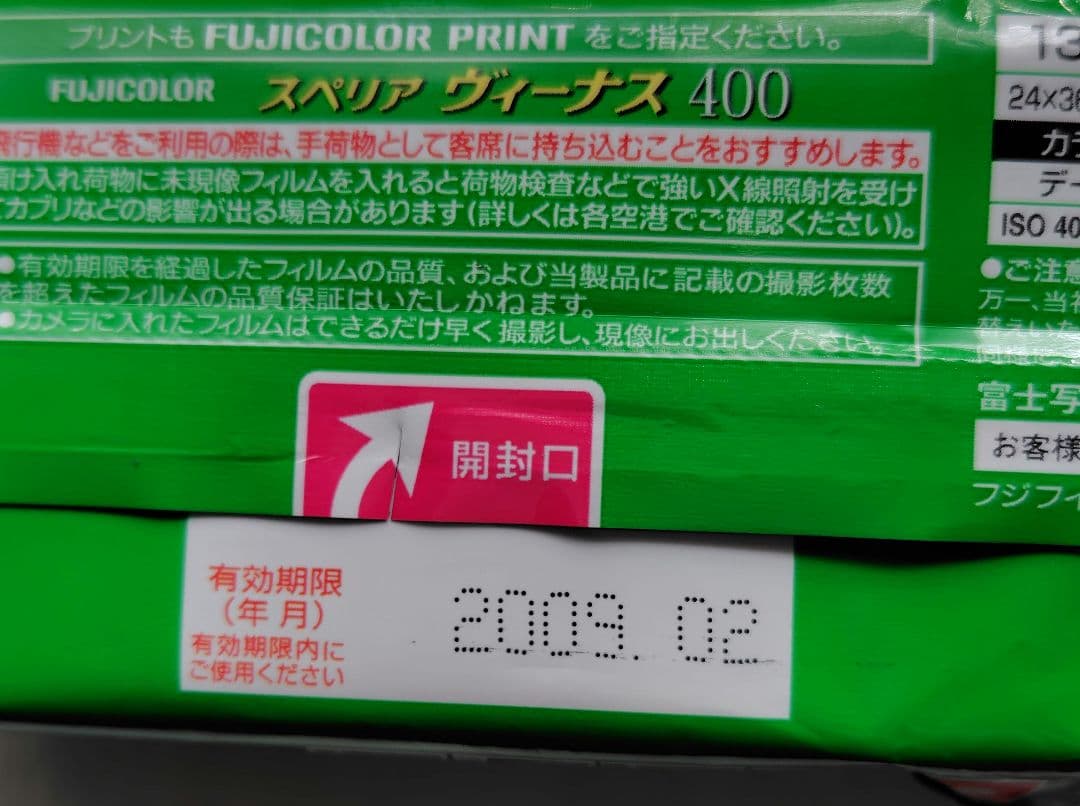 プリントも FUJICOLOR PRINT をご指定ください。
FUJICOLOR スペリア ヴィーナス 400
飛行機などをご利用の際は、手荷物として客席に持ち込むことをおすすめします。
預け入れ荷物に未現像フィルムを入れると荷物検査などで強いX線照射を受け
てカブリなどの影響が出る場合があります(詳しくは各空港でご確認ください)。
●有効期限を経過したフィルムの品質、および当製品に記載の撮影枚数
を超えたフィルムの品質保証はいたしかねます。
●カメラに入れたフィルムはできるだけ早く撮影し、現像にお出しください。
開封口
有効期限
(年 月)
有効期限内に
ご使用ください
2009.02
13
24×36
カラ
デー
ISO 40
●ご注意
万一、当社
富士写
お客様
フジフイ